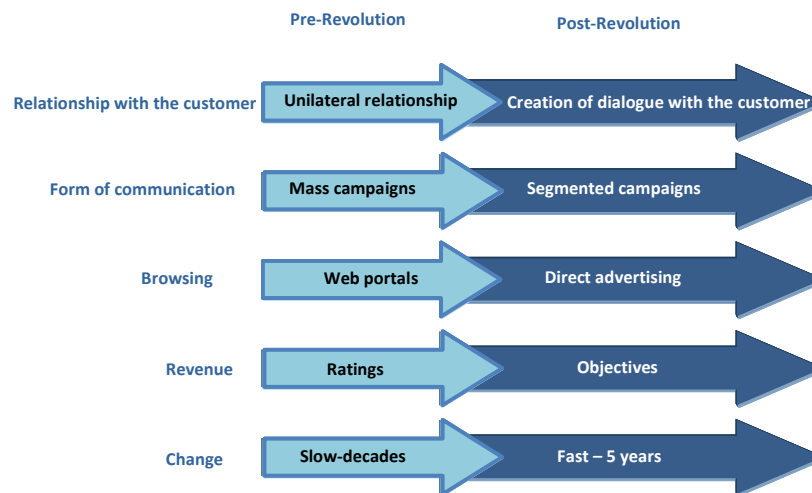 Pre-Revolution
Post-Revolution
Relationship with the customer
Unilateral relationship
Creation of dialogue with the customer
Form of communication
Mass campaigns
Segmented campaigns
Browsing
Web portals
Direct advertising
Revenue
Ratings
Objectives
Change
Slow-decades
Fast – 5 years